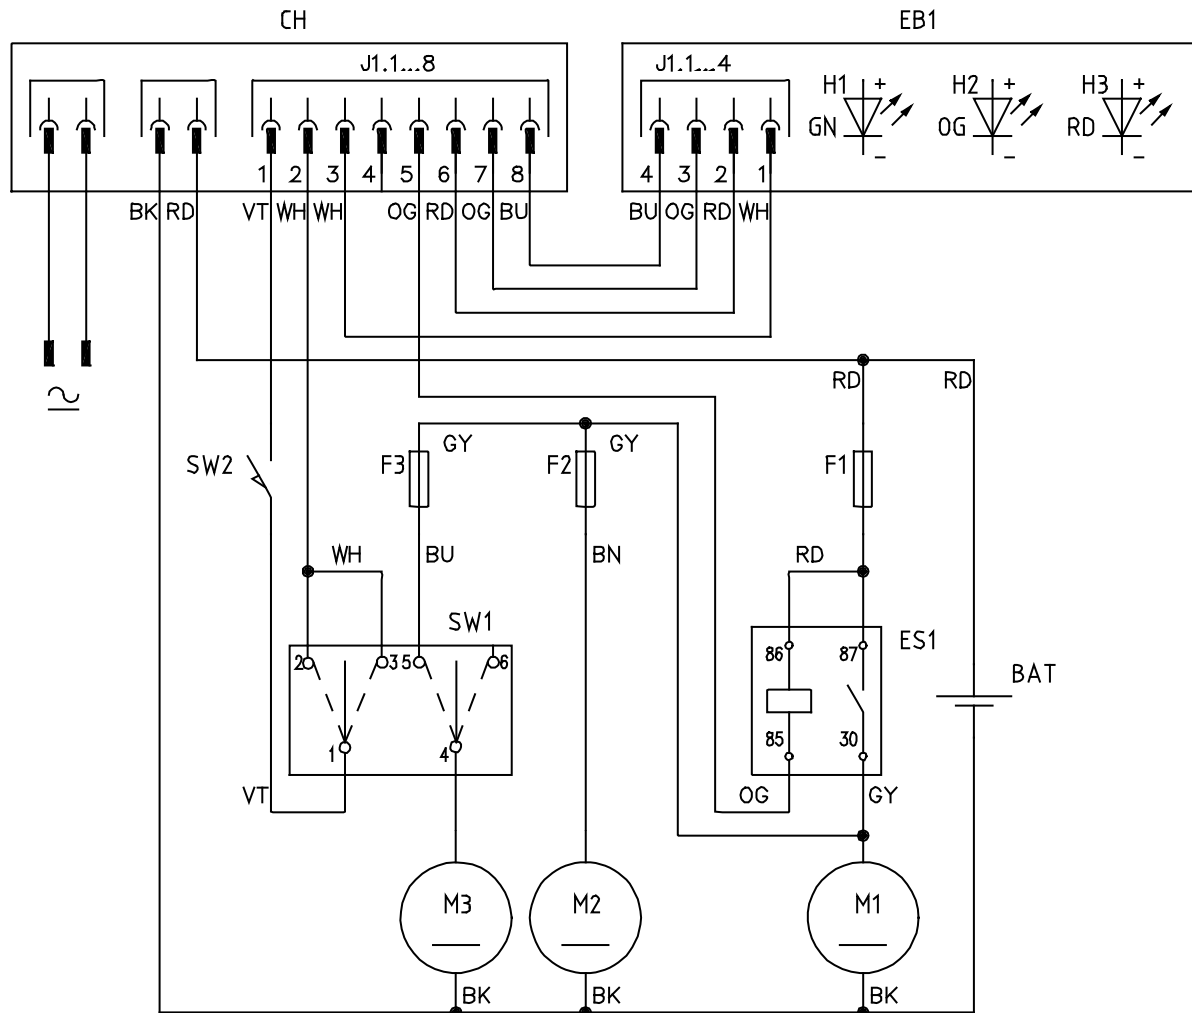 CH EB1
J1.1...8 J1.1...4
H1 + H2 + H3 +
GN OG RD
- - -
1 2 3 4 5 6 7 8 4 3 2 1
BK RD VT WH WH OG RD OG BU BU OG RD WH
RD RD
GY GY
SW2 F3 F2 F1
WH BU BN RD
SW1 ES1
2 3 5 6 86 87
BAT
1 4 85 30
VT OG GY
M3 M2 M1
BK BK BK